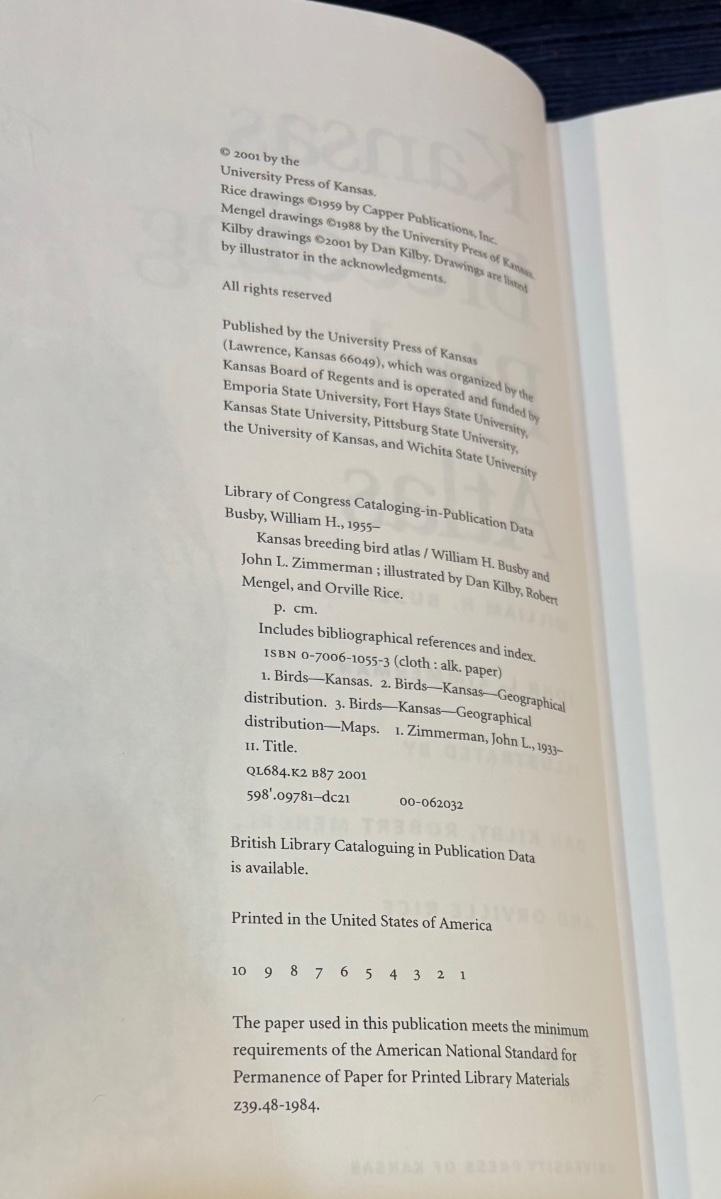 © 2001 by the
University Press of Kansas.
Rice drawings ©1959 by Capper Publications, Inc.
Mengel drawings ©1988 by the University Press of Kansas.
Kilby drawings ©2001 by Dan Kilby. Drawings are listed
by illustrator in the acknowledgments.
All rights reserved
Published by the University Press of Kansas
(Lawrence, Kansas 66049), which was organized by the
Kansas Board of Regents and is operated and funded by
Emporia State University, Fort Hays State University,
Kansas State University, Pittsburg State University,
the University of Kansas, and Wichita State University
Library of Congress Cataloging-in-Publication Data
Busby, William H., 1955–
Kansas breeding bird atlas / William H. Busby and
John L. Zimmerman ; illustrated by Dan Kilby, Robert
Mengel, and Orville Rice.
p. cm.
Includes bibliographical references and index.
ISBN 0-7006-1055-3 (cloth : alk. paper)
1. Birds—Kansas. 2. Birds—Kansas—Geographical
distribution. 3. Birds—Kansas—Geographical
distribution—Maps. I. Zimmerman, John L., 1933–
II. Title.
QL684.K2 B87 2001
598'.09781–dc21 00-062032
British Library Cataloguing in Publication Data
is available.
Printed in the United States of America
10 9 8 7 6 5 4 3 2 1
The paper used in this publication meets the minimum
requirements of the American National Standard for
Permanence of Paper for Printed Library Materials
Z39.48-1984.